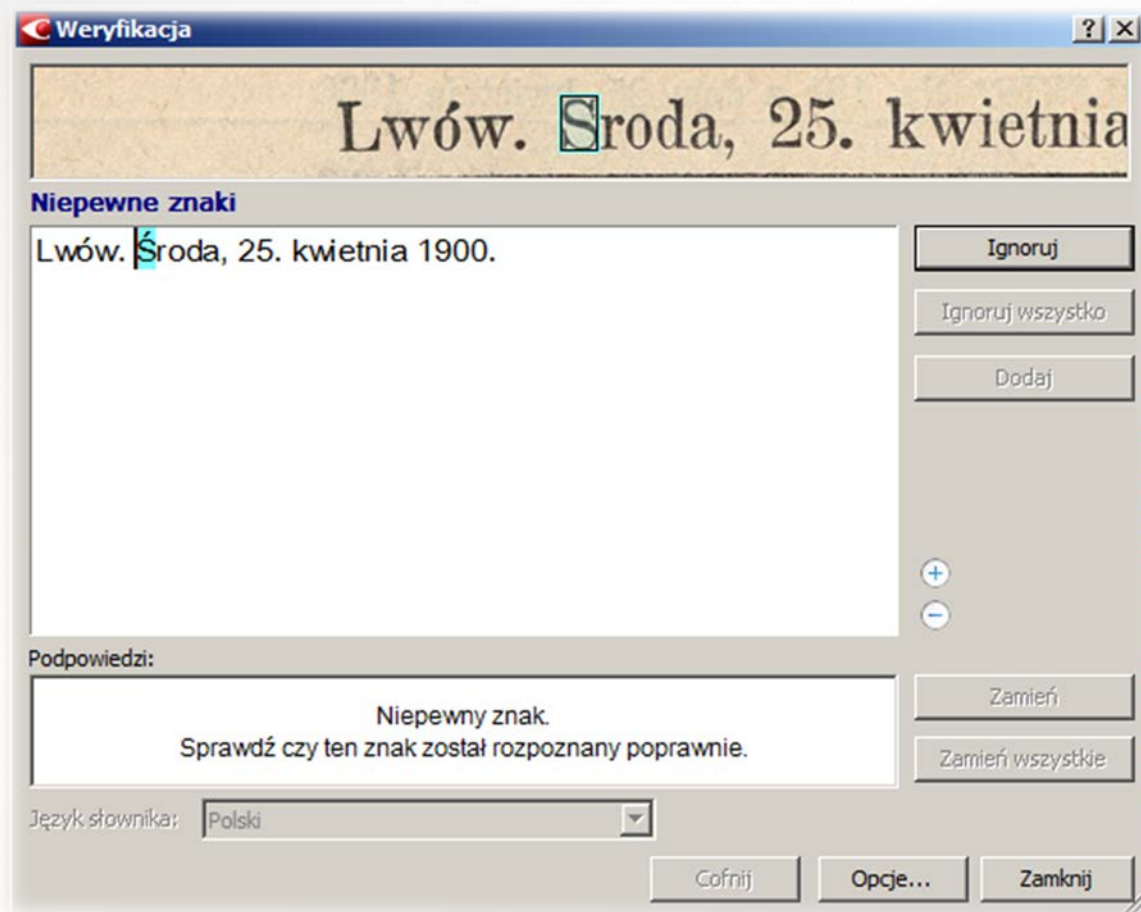 Weryfikacja
Lwów. Sroda, 25. kwietnia
Niepewne znaki
Lwów. Środa, 25. kwietnia 1900.
Ignoruj
Ignoruj wszystko
Dodaj
Podpowiedzi:
Niepewny znak.
Sprawdź czy ten znak został rozpoznany poprawnie.
Zamień
Zamień wszystkie
Język słownika: Polski
Cofnij Opcje... Zamknij